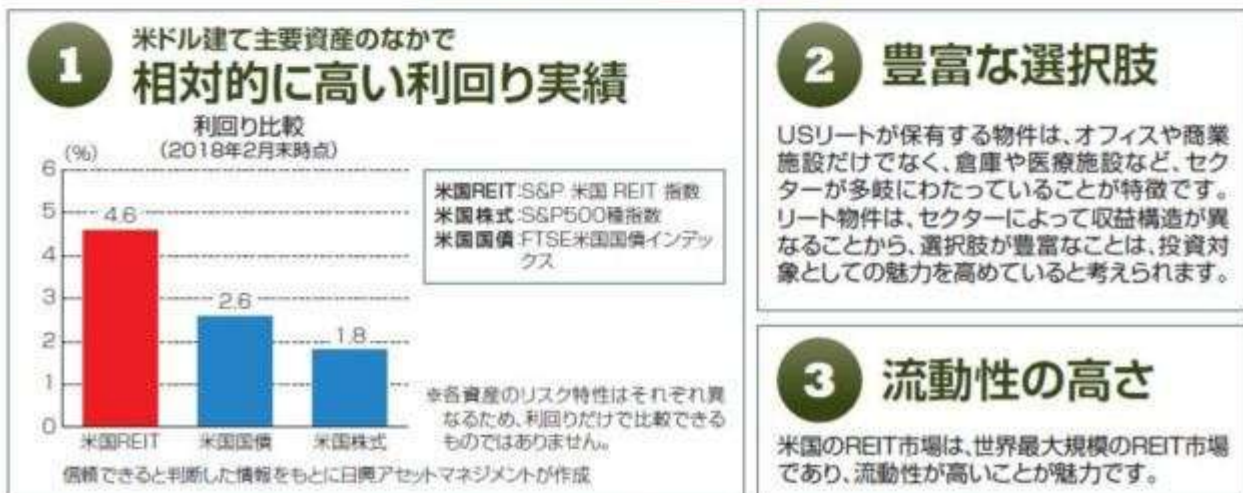 1
米ドル建て主要資産のなかで
相対的に高い利回り実績
利回り比較
(2018年2月末時点)
(%)
6
5
4
3
2
1
0
4.6
2.6
1.8
米国REIT
米国国債
米国株式
米国REIT:S&P 米国 REIT 指数
米国株式:S&P500種指数
米国国債:FTSE米国国債インデッ
クス
※各資産のリスク特性はそれぞれ異
なるため、利回りだけで比較できる
ものではありません。
信頼できると判断した情報をもとに日興アセットマネジメントが作成
2
豊富な選択肢
USリートが保有する物件は、オフィスや商業
施設だけでなく、倉庫や医療施設など、セク
ターが多岐にわたっていることが特徴です。
リート物件は、セクターによって収益構造が異
なることから、選択肢が豊富なことは、投資対
象としての魅力を高めていると考えられます。
3
流動性の高さ
米国のREIT市場は、世界最大規模のREIT市場
であり、流動性が高いことが魅力です。